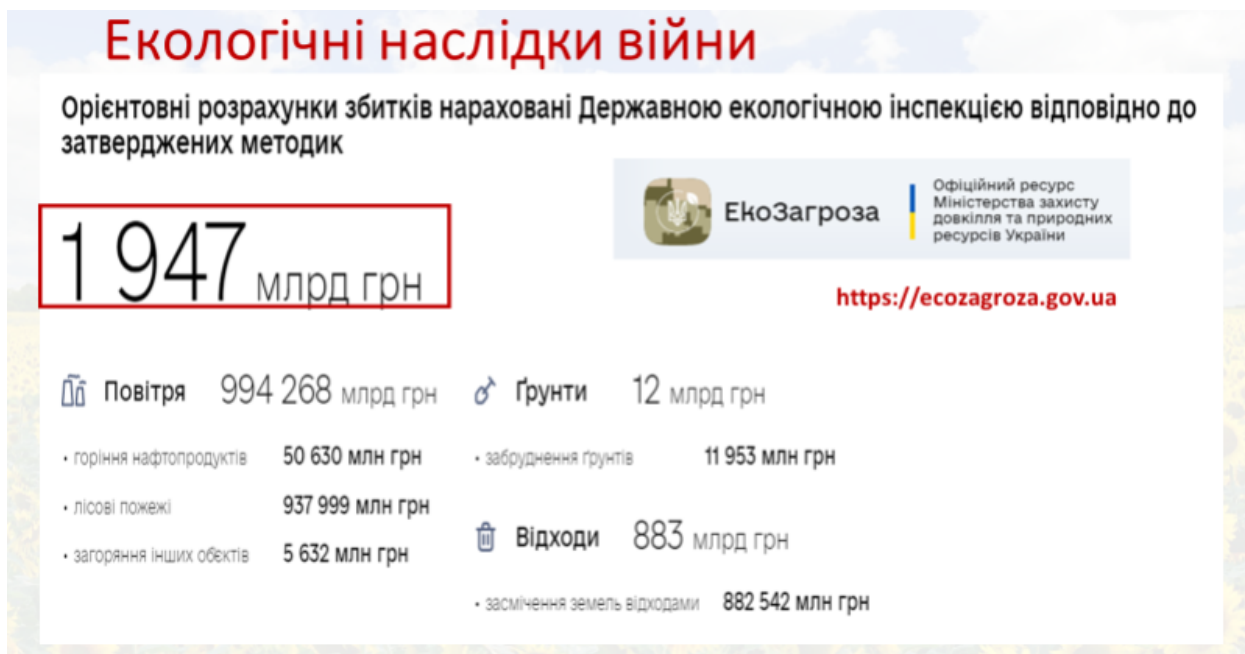 Екологічні наслідки війни
Орієнтовні розрахунки збитків нараховані Державною екологічною інспекцією відповідно до
затверджених методик
1 947 млрд грн
ЕкоЗагроза
Офіційний ресурс
Міністерства захисту
довкілля та природних
ресурсів України
https://ecozagroza.gov.ua
Повітря 994 268 млрд грн
• горіння нафтопродуктів 50 630 млн грн
• лісові пожежі 937 999 млн грн
• загоряння інших обєктів 5 632 млн грн
Ґрунти 12 млрд грн
• забруднення ґрунтів 11 953 млн грн
Відходи 883 млрд грн
• засмічення земель відходами 882 542 млн грн